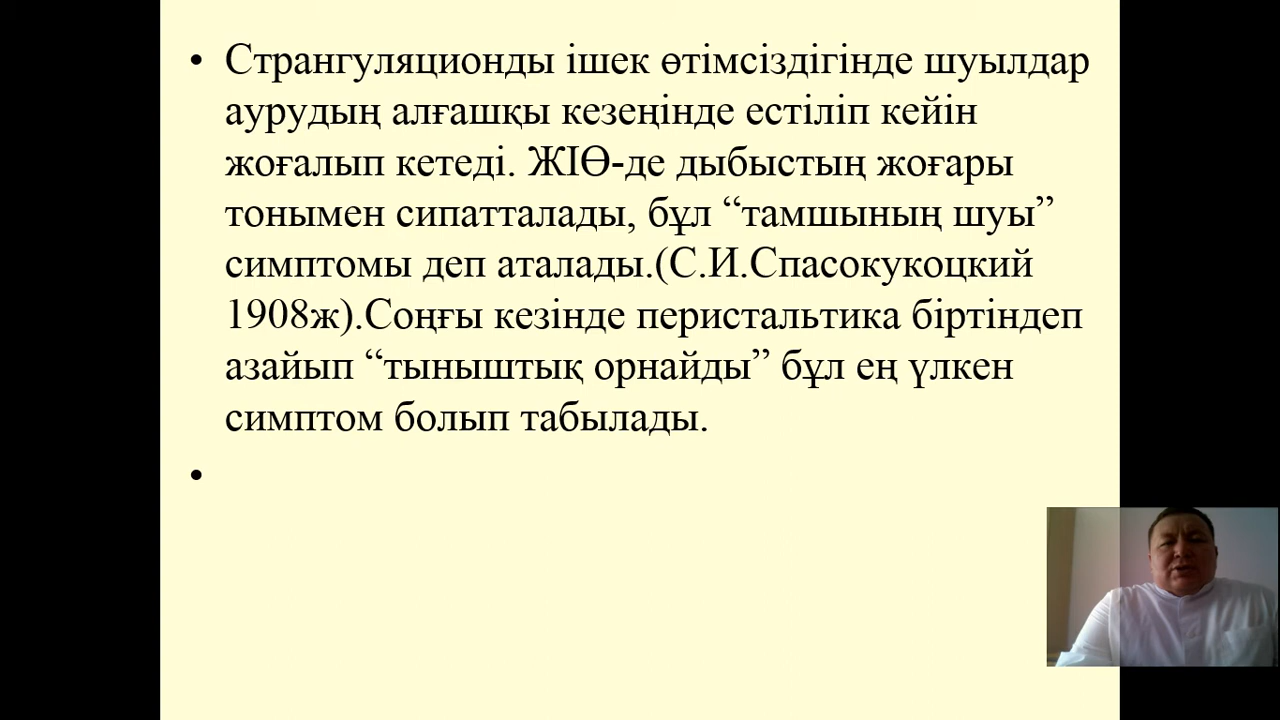 • Странгуляционды ішек өтімсіздігінде шуылдар
аурудың алғашқы кезеңінде естіліп кейін
жоғалып кетеді. ЖІӨ-де дыбыстың жоғары
тонымен сипатталады, бұл “тамшының шуы”
симптомы деп аталады.(С.И.Спасокукоцкий
1908ж).Соңғы кезінде перистальтика біртіндеп
азайып “тыныштық орнайды” бұл ең үлкен
симптом болып табылады.
•